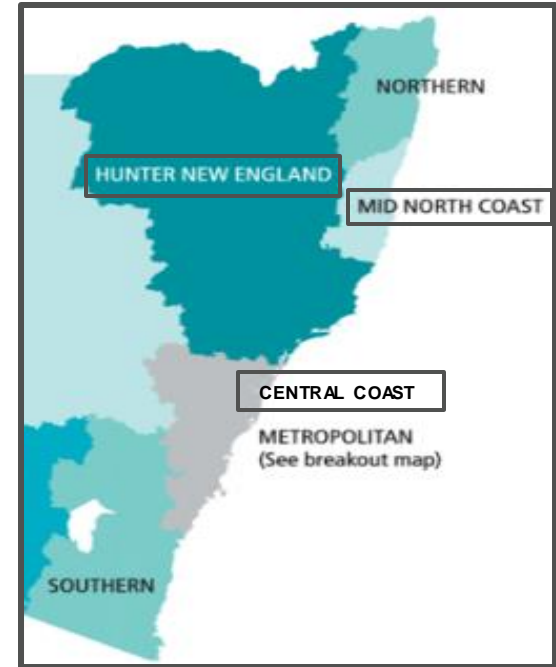 NORTHERN
HUNTER NEW ENGLAND
MID NORTH COAST
CENTRAL COAST
METROPOLITAN
(See breakout map)
SOUTHERN